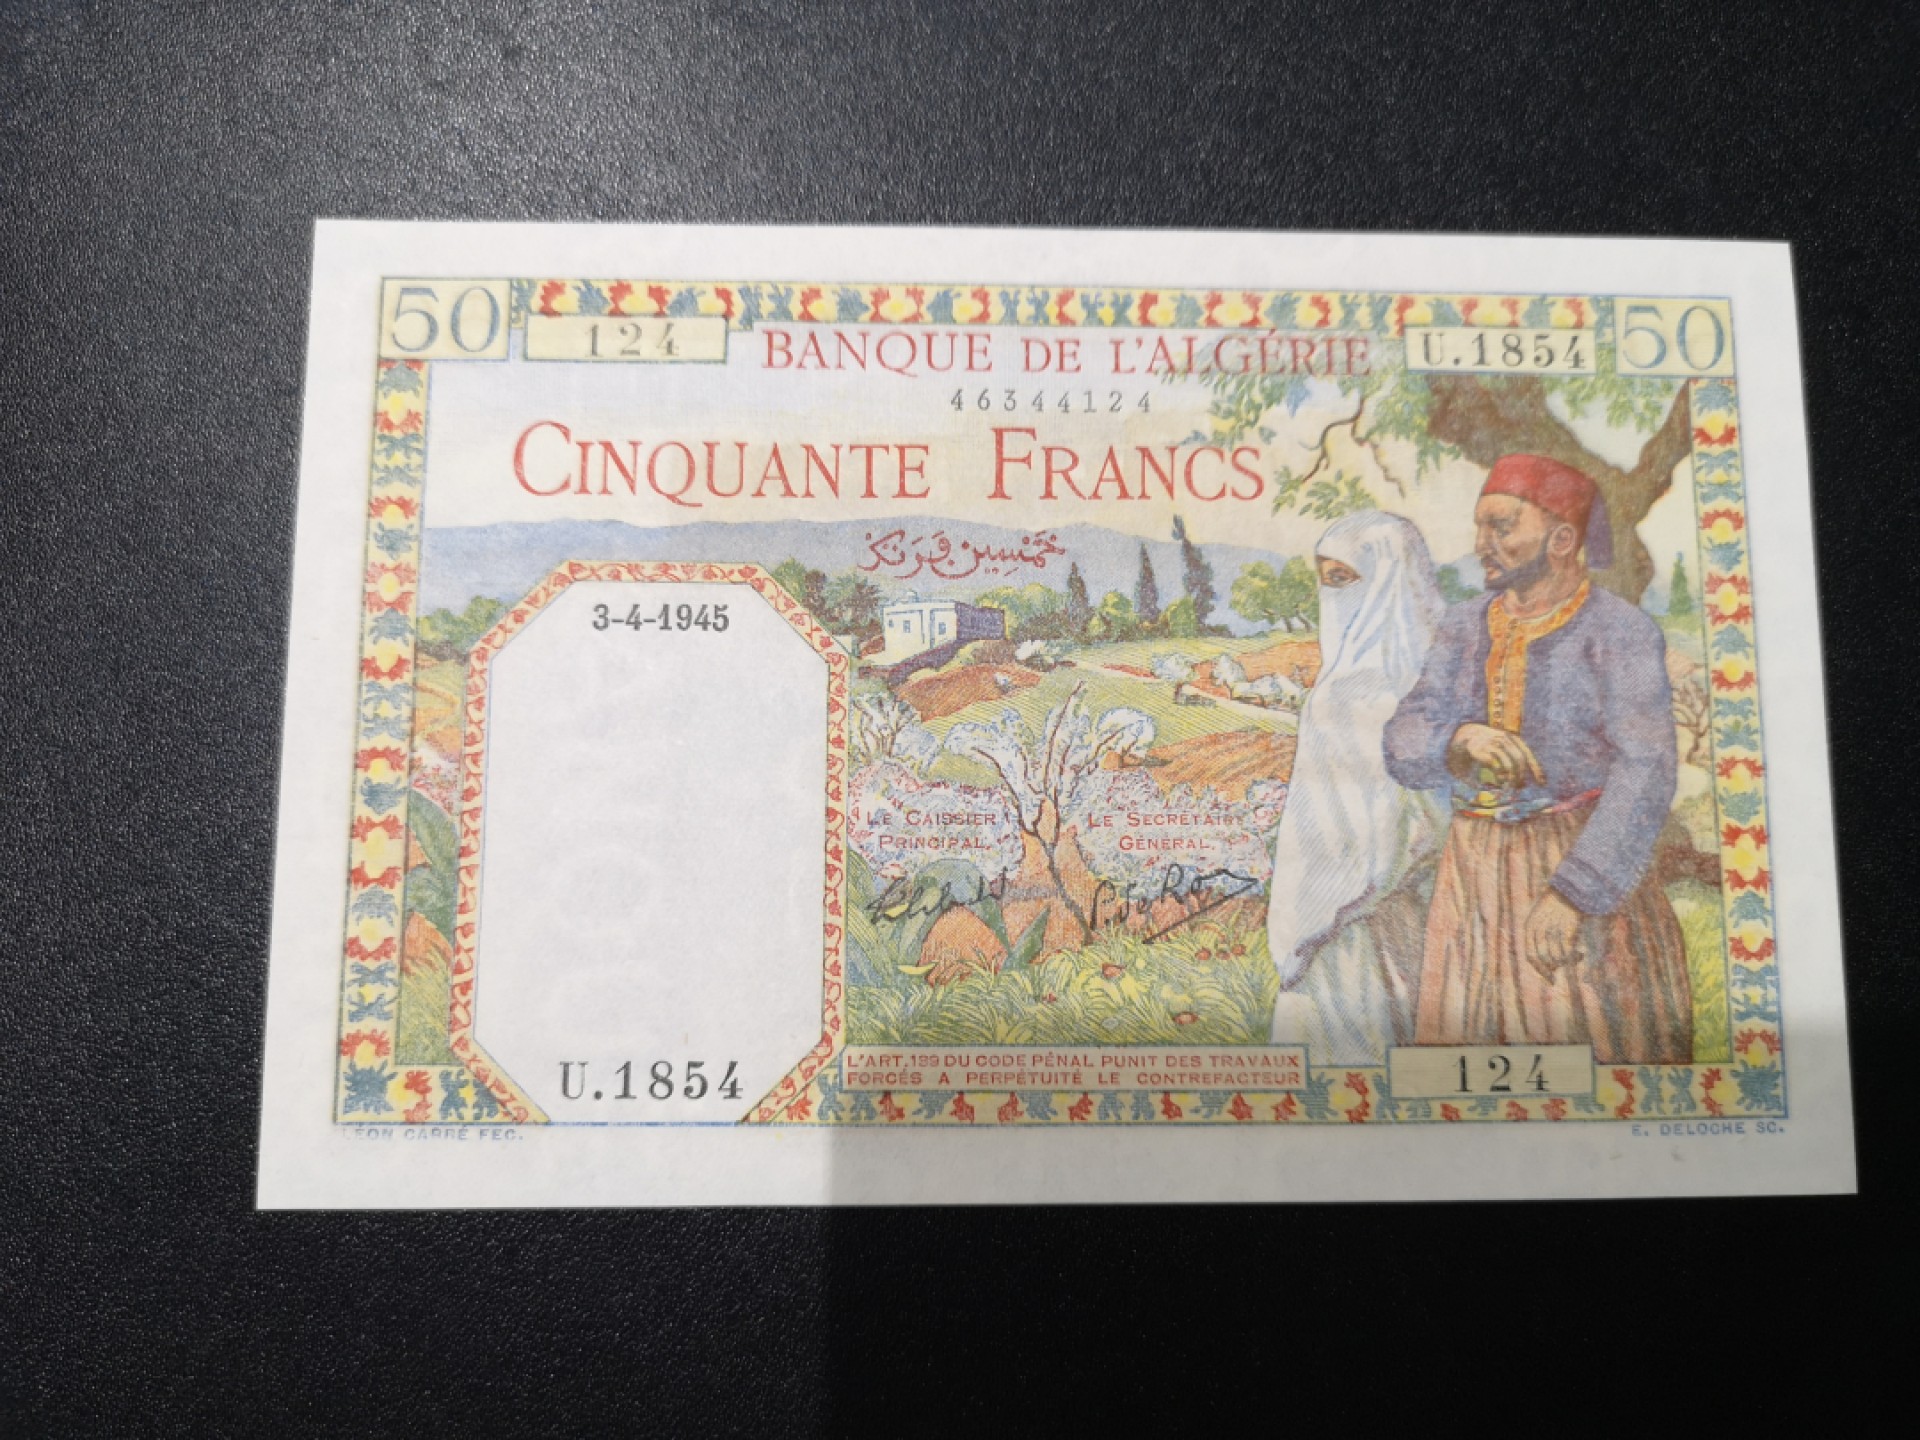 50
124
BANQUE DE L'ALGÉRIE
U.1854
50
46344124
CINQUANTE FRANCS
خمسين فرنك
3-4-1945
LE CAISSIER
PRINCIPAL.
LE SECRÉTAIRE
GÉNÉRAL.
U.1854
L'ART.139 DU CODE PÉNAL PUNIT DES TRAVAUX
FORCÉS A PERPÉTUITÉ LE CONTREFACTEUR
124
LÉON CARRÉ FEC.
E. DELOCHE SC.